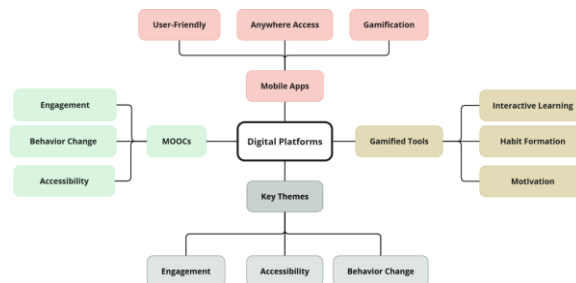 User-Friendly
Anywhere Access
Gamification
Mobile Apps
Engagement
Behavior Change
Accessibility
MOOCs
Digital Platforms
Gamified Tools
Interactive Learning
Habit Formation
Motivation
Key Themes
Engagement
Accessibility
Behavior Change